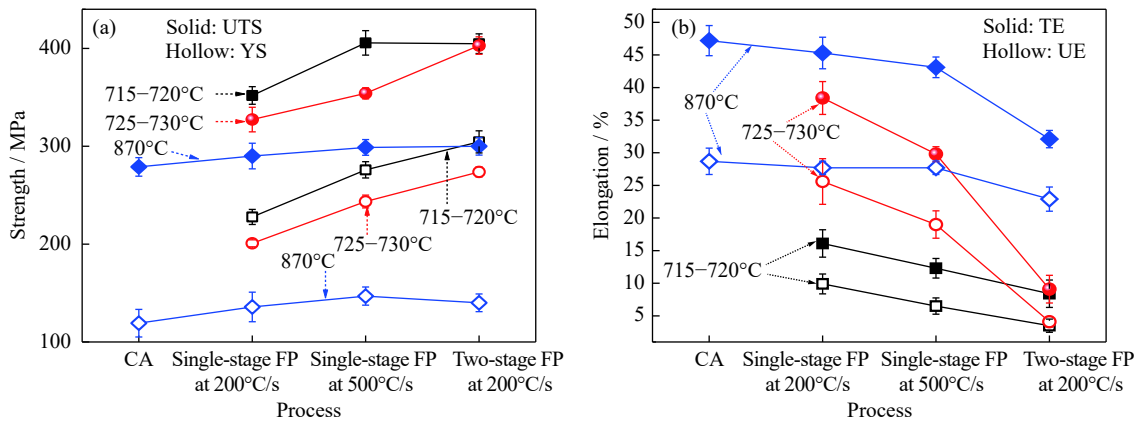 (a)
Solid: UTS
Hollow: YS
400
300
200
100
Strength / MPa
715−720°C
725−730°C
870°C
715−720°C
725−730°C
870°C
CA
Single-stage FP
at 200°C/s
Single-stage FP
at 500°C/s
Two-stage FP
at 200°C/s
Process
(b)
Solid: TE
Hollow: UE
50
45
40
35
30
25
20
15
10
5
Elongation / %
870°C
725−730°C
715−720°C
CA
Single-stage FP
at 200°C/s
Single-stage FP
at 500°C/s
Two-stage FP
at 200°C/s
Process